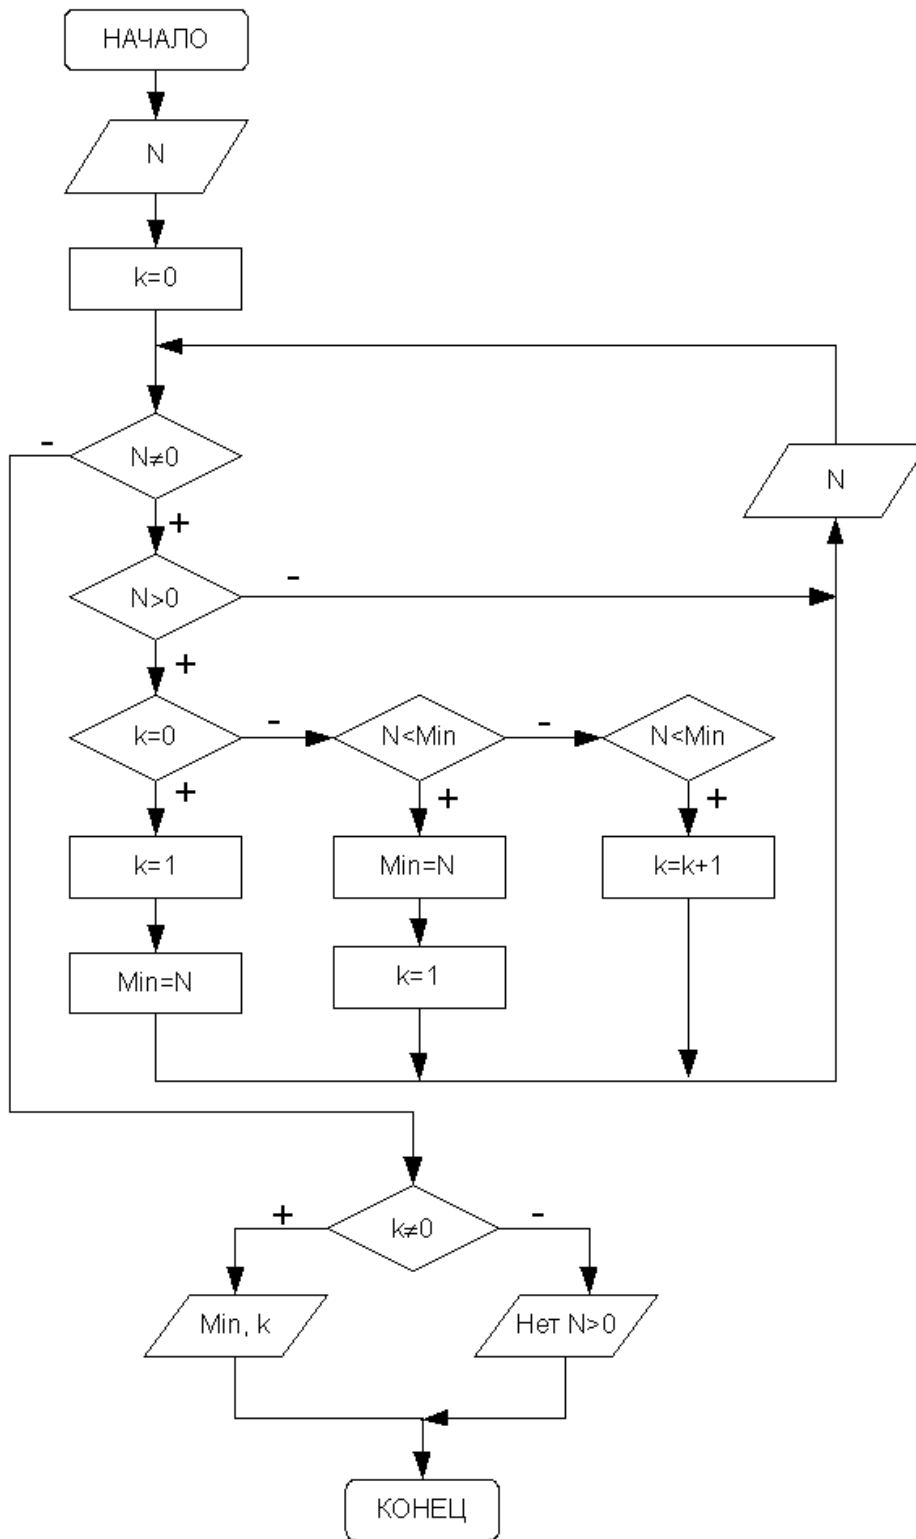 НАЧАЛО
N
k=0
-
N≠0
N
+
N>0
-
+
k=0
-
N<Min
-
N<Min
+
+
+
k=1
Min=N
k=k+1
Min=N
k=1
+
k≠0
-
Min, k
Нет N>0
КОНЕЦ